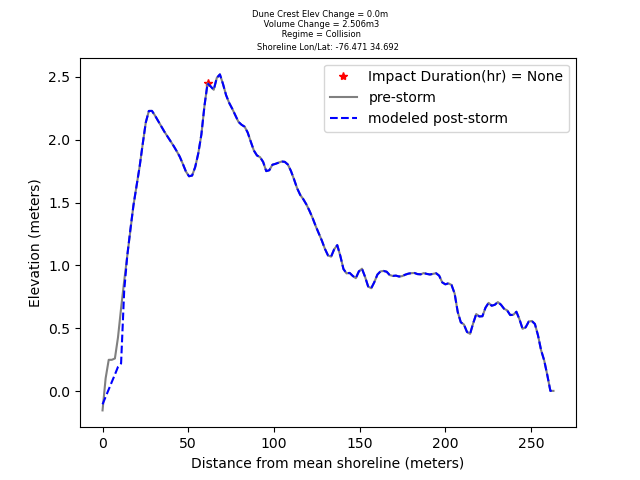 Dune Crest Elev Change = 0.0m
Volume Change = 2.506m3
Regime = Collision
Shoreline Lon/Lat: -76.471 34.692
Impact Duration(hr) = None
pre-storm
modeled post-storm
2.5
2.0
1.5
1.0
0.5
0.0
Elevation (meters)
0
50
100
150
200
250
Distance from mean shoreline (meters)